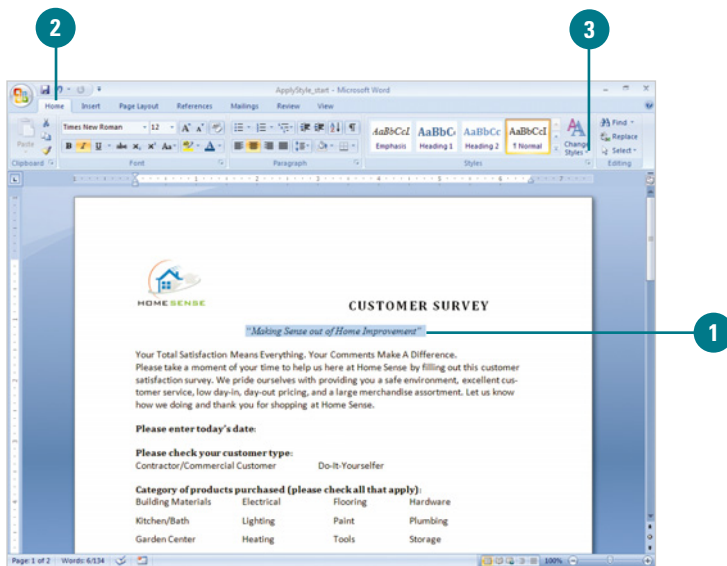 2
3
ApplyStyle_start - Microsoft Word
Home Insert Page Layout References Mailings Review View
Paste
Times New Roman 12
AaBbCcI AaBbC AaBbCc AaBbCcI
Emphasis Heading 1 Heading 2 ¶ Normal
Change Styles
Find
Replace
Select
Clipboard Font Paragraph Styles Editing
HOMESENSE
CUSTOMER SURVEY
"Making Sense out of Home Improvement"
1
Your Total Satisfaction Means Everything. Your Comments Make A Difference.
Please take a moment of your time to help us here at Home Sense by filling out this customer
satisfaction survey. We pride ourselves with providing you a safe environment, excellent cus-
tomer service, low day-in, day-out pricing, and a large merchandise assortment. Let us know
how we doing and thank you for shopping at Home Sense.
Please enter today's date:
Please check your customer type:
Contractor/Commercial Customer Do-It-Yourselfer
Category of products purchased (please check all that apply):
Building Materials Electrical Flooring Hardware
Kitchen/Bath Lighting Paint Plumbing
Garden Center Heating Tools Storage
Page: 1 of 2 Words: 6/134 100%